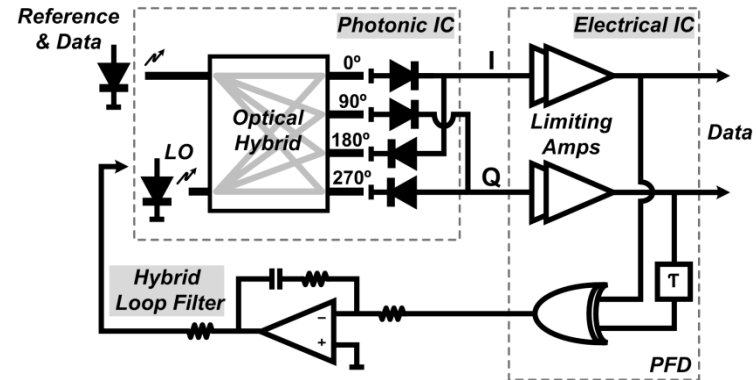 Reference
& Data
Photonic IC
Electrical IC
0º
90º
180º
270º
Optical
Hybrid
LO
I
Q
Limiting
Amps
Data
Hybrid
Loop Filter
−
+
τ
PFD